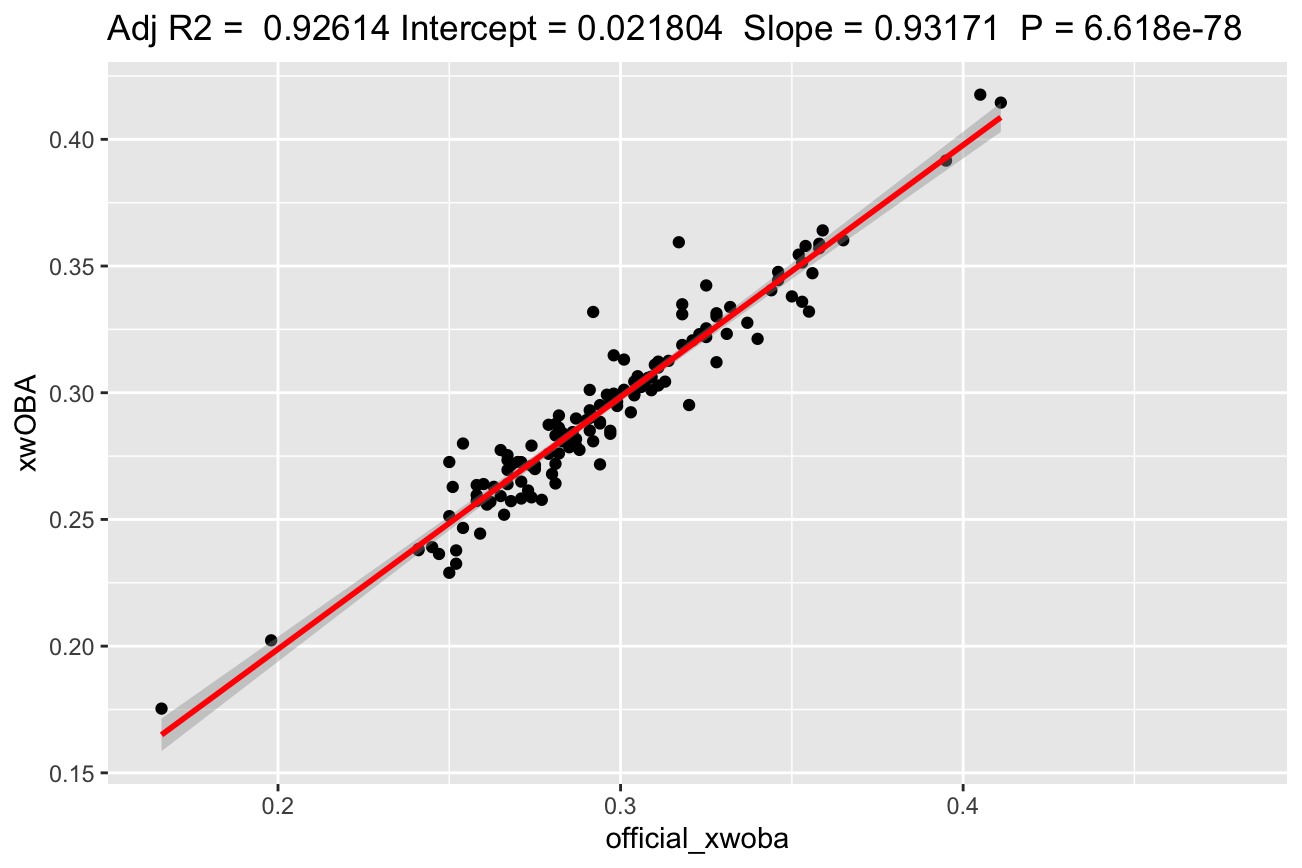 Adj R2 =  0.92614 Intercept = 0.021804  Slope = 0.93171  P = 6.618e-78
xwOBA
0.40
0.35
0.30
0.25
0.20
0.15
0.2 0.3 0.4
official_xwoba